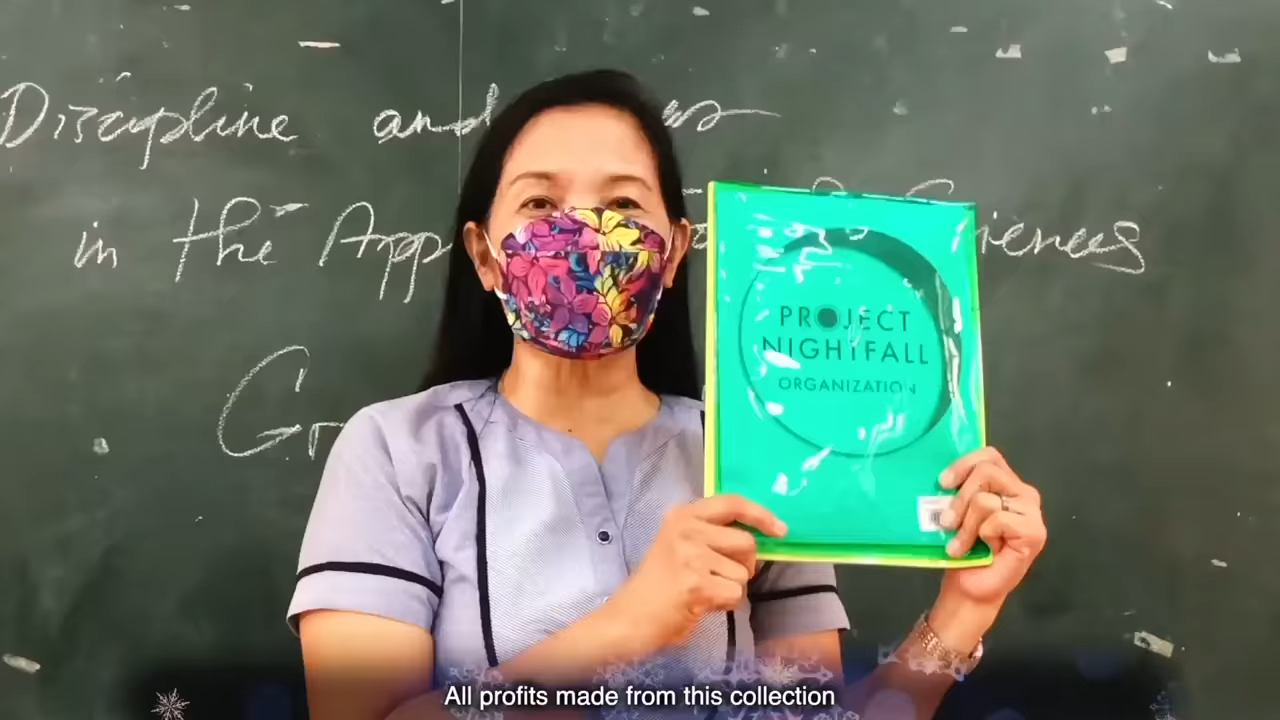 Discipline and
in the
PROJECT
NIGHTFALL
ORGANIZATION
All profits made from this collection